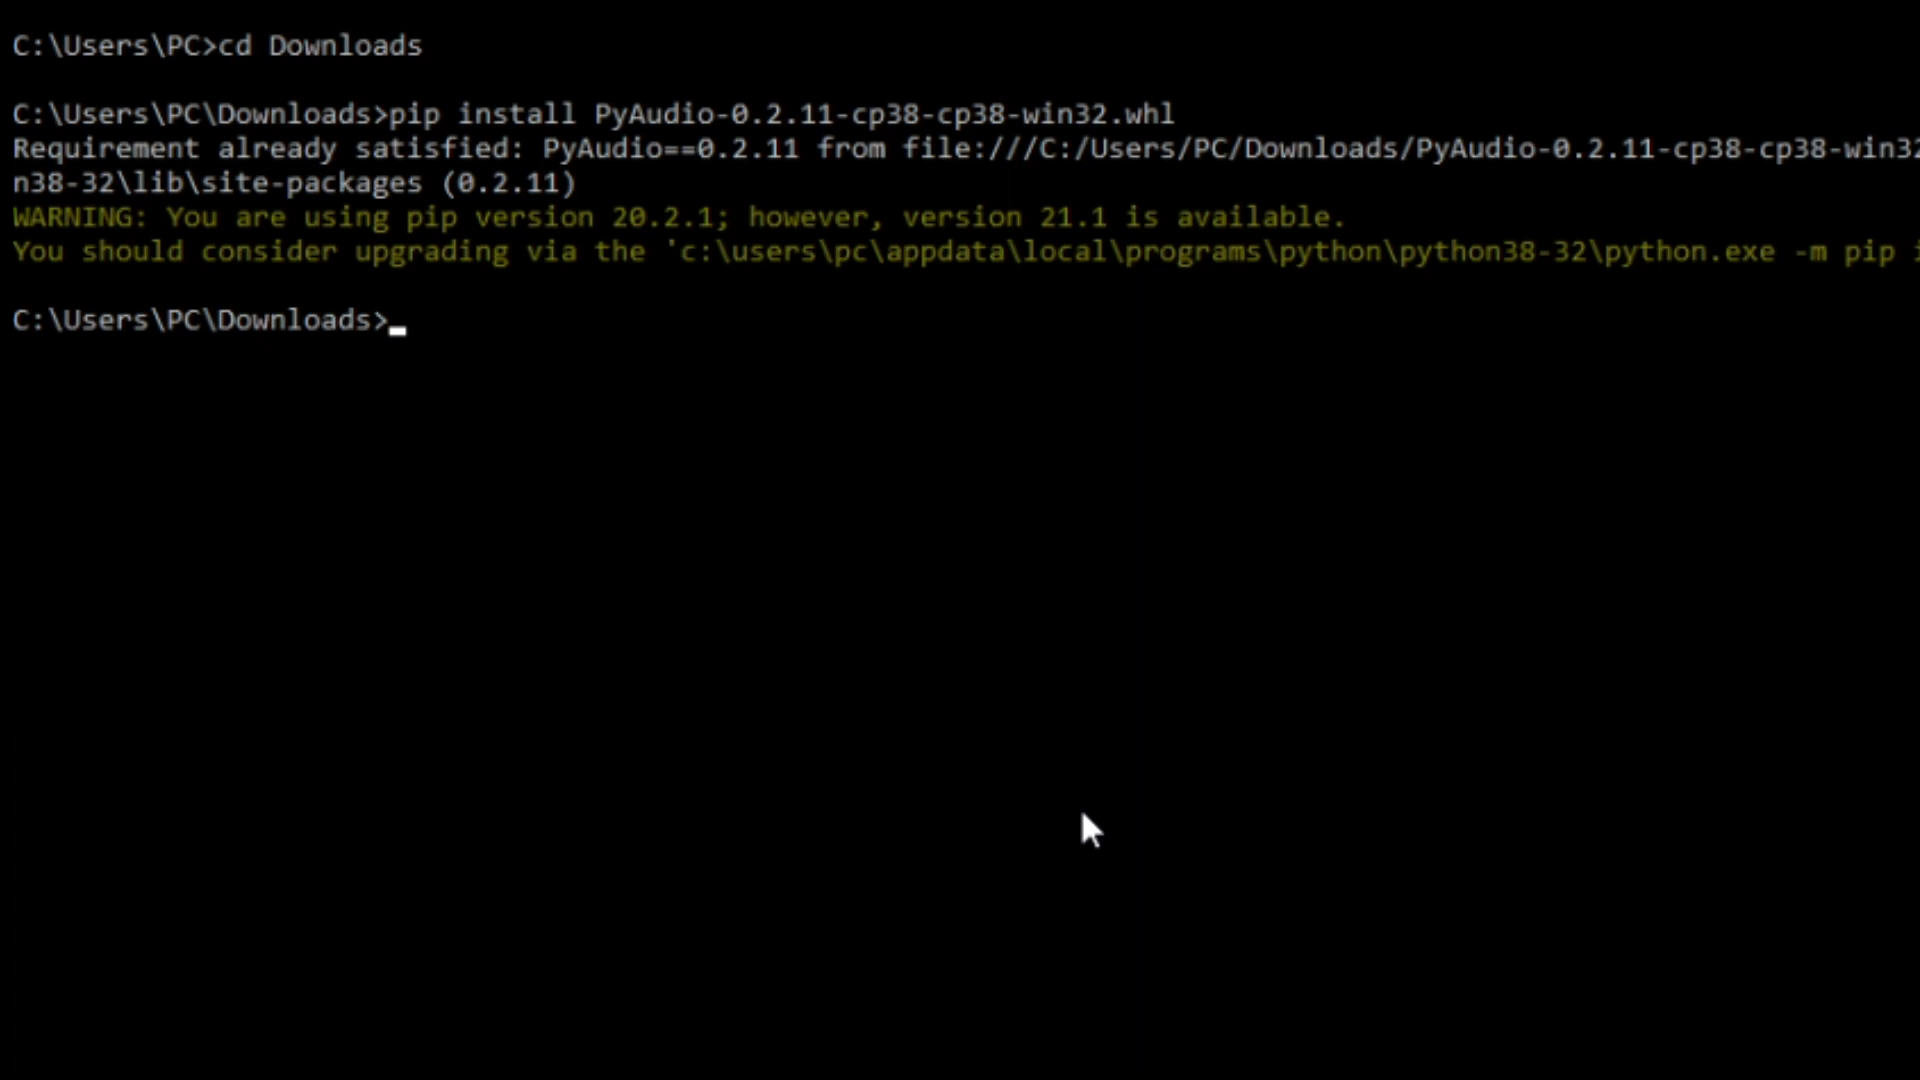 C:\Users\PC>cd Downloads
C:\Users\PC\Downloads>pip install PyAudio-0.2.11-cp38-cp38-win32.whl
Requirement already satisfied: PyAudio==0.2.11 from file:///C:/Users/PC/Downloads/PyAudio-0.2.11-cp38-cp38-win32
n38-32\lib\site-packages (0.2.11)
WARNING: You are using pip version 20.2.1; however, version 21.1 is available.
You should consider upgrading via the 'c:\users\pc\appdata\local\programs\python\python38-32\python.exe -m pip
C:\Users\PC\Downloads>